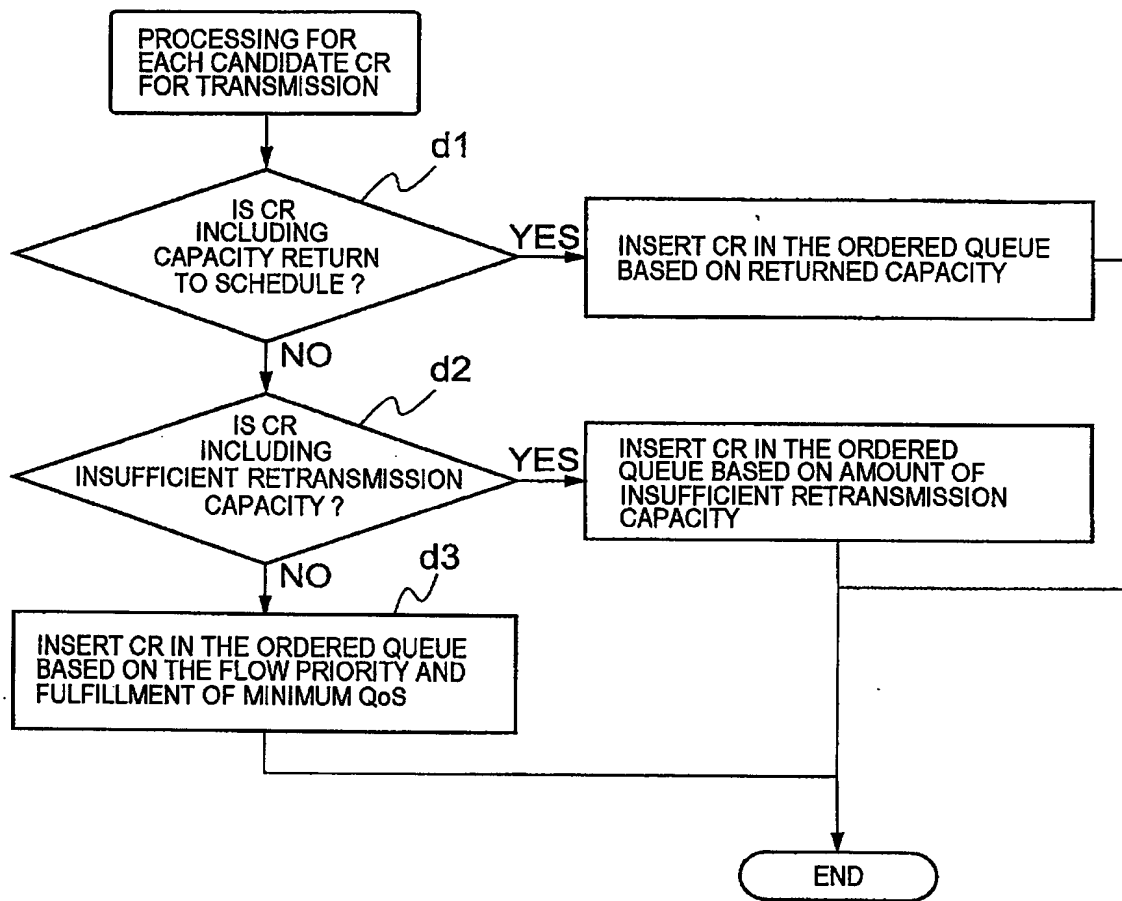 PROCESSING FOR
EACH CANDIDATE CR
FOR TRANSMISSION
d1
IS CR
INCLUDING
CAPACITY RETURN
TO SCHEDULE ?
YES
INSERT CR IN THE ORDERED QUEUE
BASED ON RETURNED CAPACITY
NO
d2
IS CR
INCLUDING
INSUFFICIENT RETRANSMISSION
CAPACITY ?
YES
INSERT CR IN THE ORDERED
QUEUE BASED ON AMOUNT OF
INSUFFICIENT RETRANSMISSION
CAPACITY
NO
d3
INSERT CR IN THE ORDERED QUEUE
BASED ON THE FLOW PRIORITY AND
FULFILLMENT OF MINIMUM QoS
END